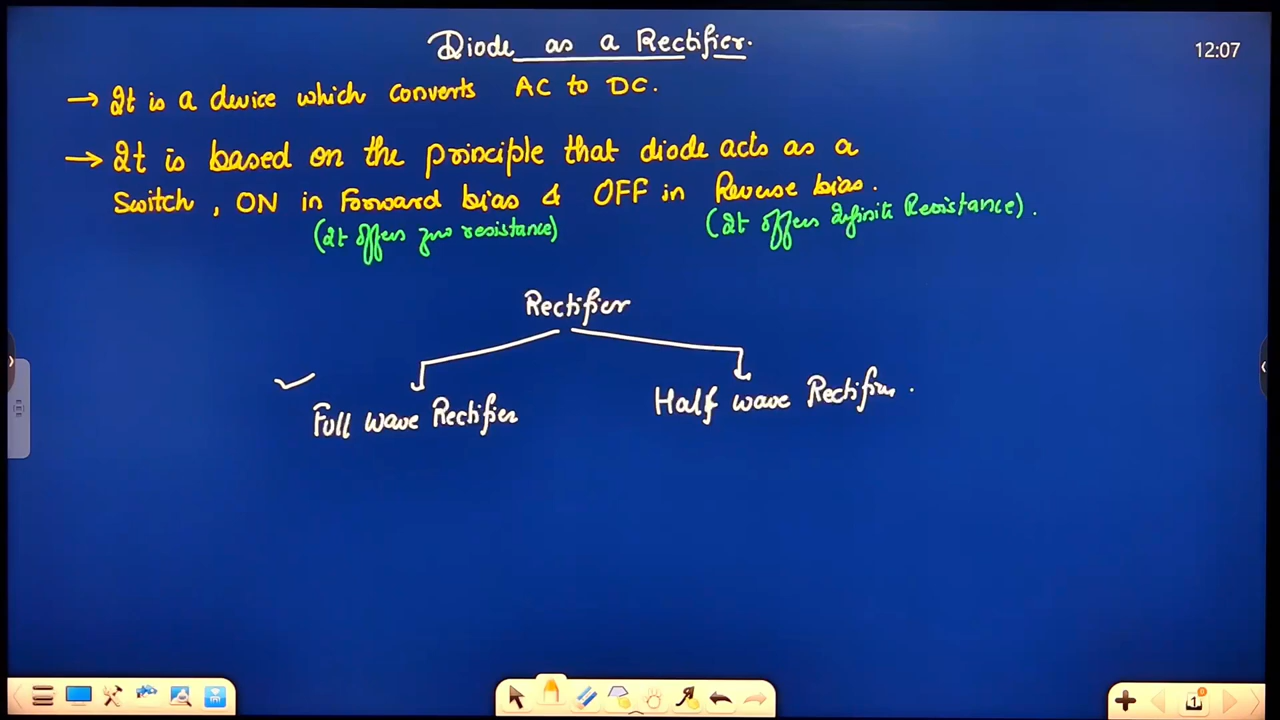 Diode as a Rectifier.
12:07
→ It is a device which converts AC to DC.
→ It is based on the principle that diode acts as a
Switch, ON in Forward bias & OFF in Reverse bias.
(It offers zero resistance)
(It offers Infinite Resistance).
Rectifier
Full wave Rectifier
Half wave Rectifier.
1